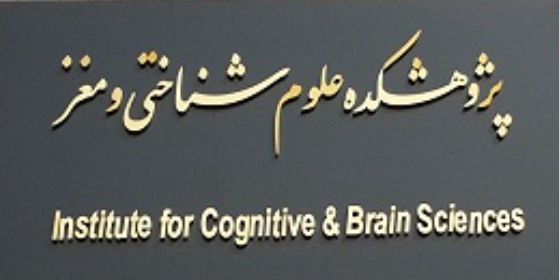 پژوهشکده علوم شناختی و مغز
Institute for Cognitive & Brain Sciences